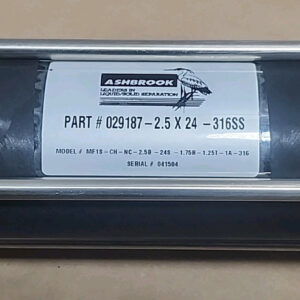 ASHBROOK
LEADERS IN
LIQUID/SOLID SEPARATION
PART # 029187-2.5 X 24 -316SS
MODEL # MF1S-CH-NC-2.5B-24S-1.75R-1.25T-1A-316
SERIAL # 041504